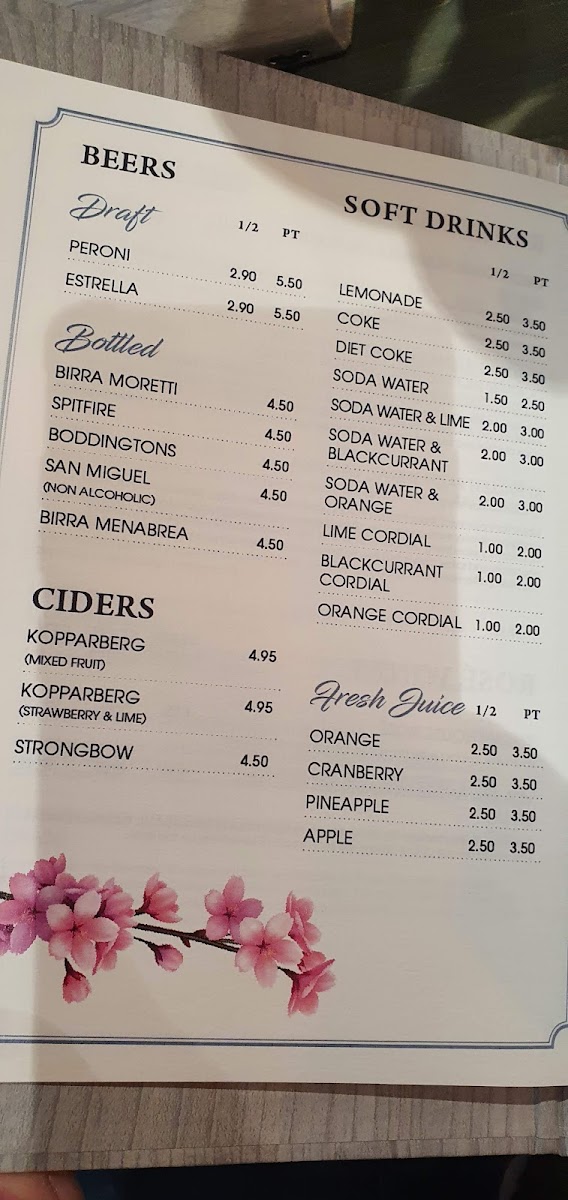 BEERS
Draft 1/2 PT
PERONI 2.90 5.50
ESTRELLA 2.90 5.50
Bottled
BIRRA MORETTI 4.50
SPITFIRE 4.50
BODDINGTONS 4.50
SAN MIGUEL 4.50
(NON ALCOHOLIC)
BIRRA MENABREA 4.50
CIDERS
KOPPARBERG 4.95
(MIXED FRUIT)
KOPPARBERG 4.95
(STRAWBERRY & LIME)
STRONGBOW 4.50
SOFT DRINKS
1/2 PT
LEMONADE 2.50 3.50
COKE 2.50 3.50
DIET COKE 2.50 3.50
SODA WATER 1.50 2.50
SODA WATER & LIME 2.00 3.00
SODA WATER & 2.00 3.00
BLACKCURRANT
SODA WATER & 2.00 3.00
ORANGE
LIME CORDIAL 1.00 2.00
BLACKCURRANT 1.00 2.00
CORDIAL
ORANGE CORDIAL 1.00 2.00
Fresh Juice 1/2 PT
ORANGE 2.50 3.50
CRANBERRY 2.50 3.50
PINEAPPLE 2.50 3.50
APPLE 2.50 3.50